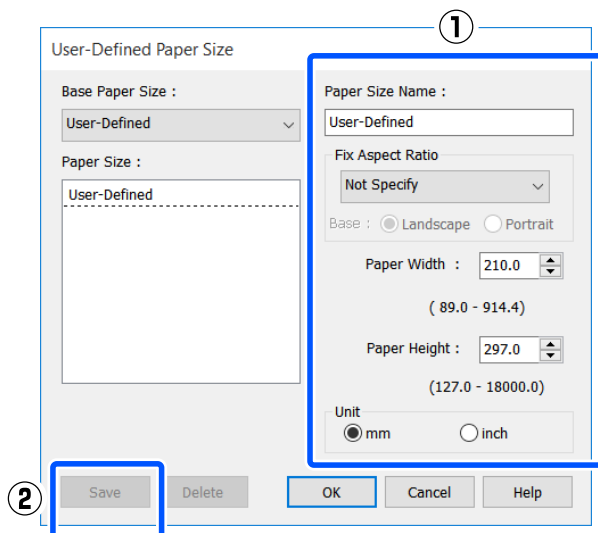 ①
User-Defined Paper Size
Base Paper Size :
User-Defined
Paper Size :
User-Defined
Paper Size Name :
User-Defined
Fix Aspect Ratio
Not Specify
Base : Landscape Portrait
Paper Width : 210.0
( 89.0 - 914.4)
Paper Height : 297.0
(127.0 - 18000.0)
Unit
mm inch
②
Save Delete OK Cancel Help